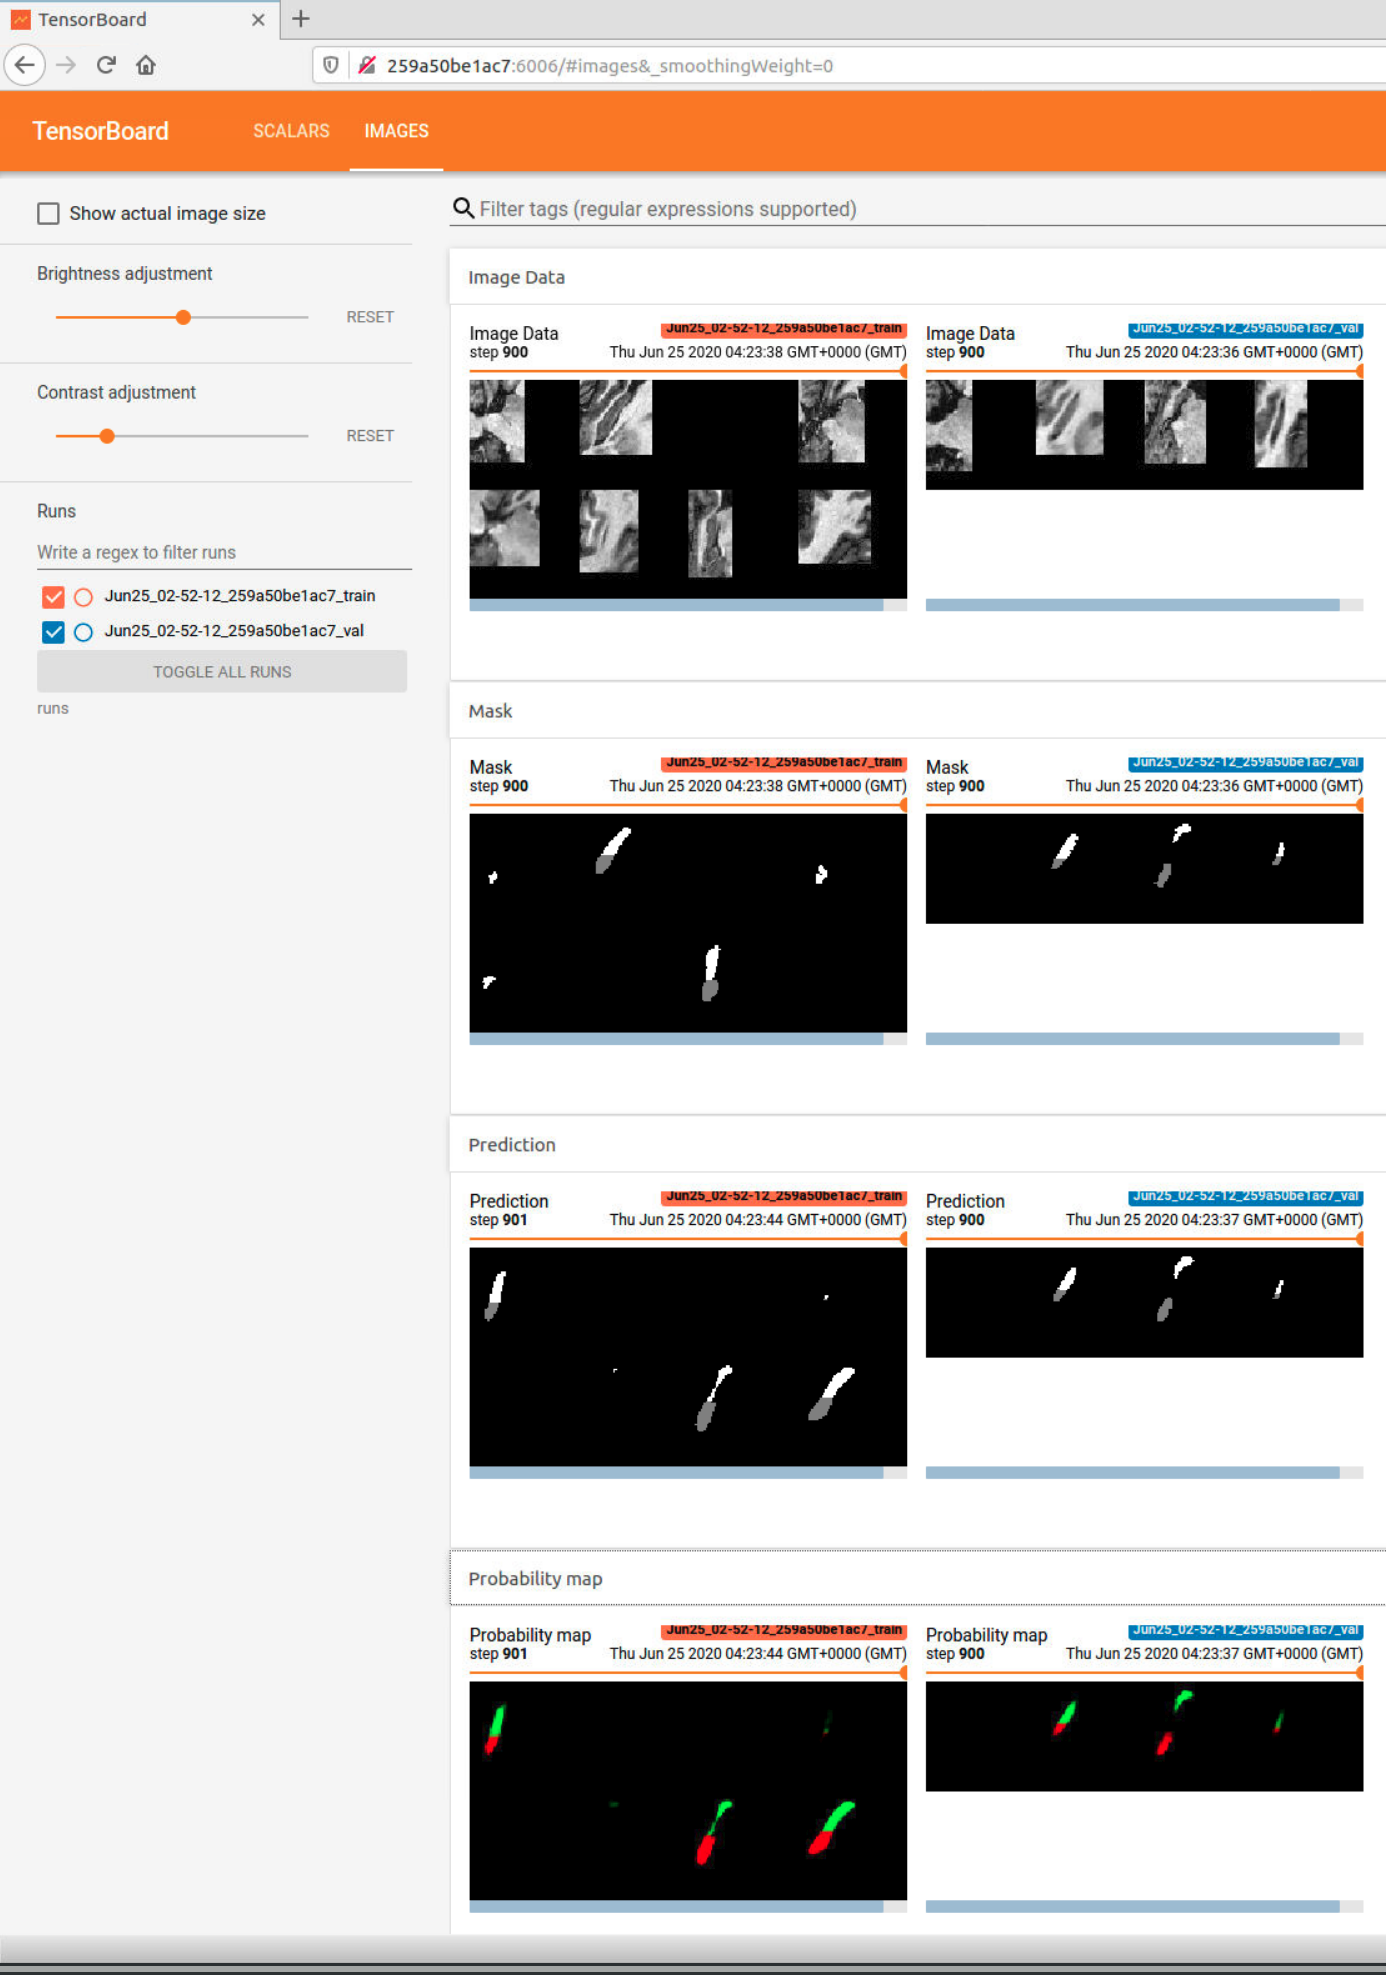 TensorBoard
259a50be1ac7:6006/#images&_smoothingWeight=0
TensorBoard SCALARS IMAGES
Show actual image size
Brightness adjustment
RESET
Contrast adjustment
RESET
Runs
Write a regex to filter runs
Jun25_02-52-12_259a50be1ac7_train
Jun25_02-52-12_259a50be1ac7_val
TOGGLE ALL RUNS
runs
Filter tags (regular expressions supported)
Image Data
Image Data Jun25_02-52-12_259a50be1ac7_train
step 900 Thu Jun 25 2020 04:23:38 GMT+0000 (GMT)
Image Data Jun25_02-52-12_259a50be1ac7_val
step 900 Thu Jun 25 2020 04:23:36 GMT+0000 (GMT)
Mask
Mask Jun25_02-52-12_259a50be1ac7_train
step 900 Thu Jun 25 2020 04:23:38 GMT+0000 (GMT)
Mask Jun25_02-52-12_259a50be1ac7_val
step 900 Thu Jun 25 2020 04:23:36 GMT+0000 (GMT)
Prediction
Prediction Jun25_02-52-12_259a50be1ac7_train
step 901 Thu Jun 25 2020 04:23:44 GMT+0000 (GMT)
Prediction Jun25_02-52-12_259a50be1ac7_val
step 900 Thu Jun 25 2020 04:23:37 GMT+0000 (GMT)
Probability map
Probability map Jun25_02-52-12_259a50be1ac7_train
step 901 Thu Jun 25 2020 04:23:44 GMT+0000 (GMT)
Probability map Jun25_02-52-12_259a50be1ac7_val
step 900 Thu Jun 25 2020 04:23:37 GMT+0000 (GMT)